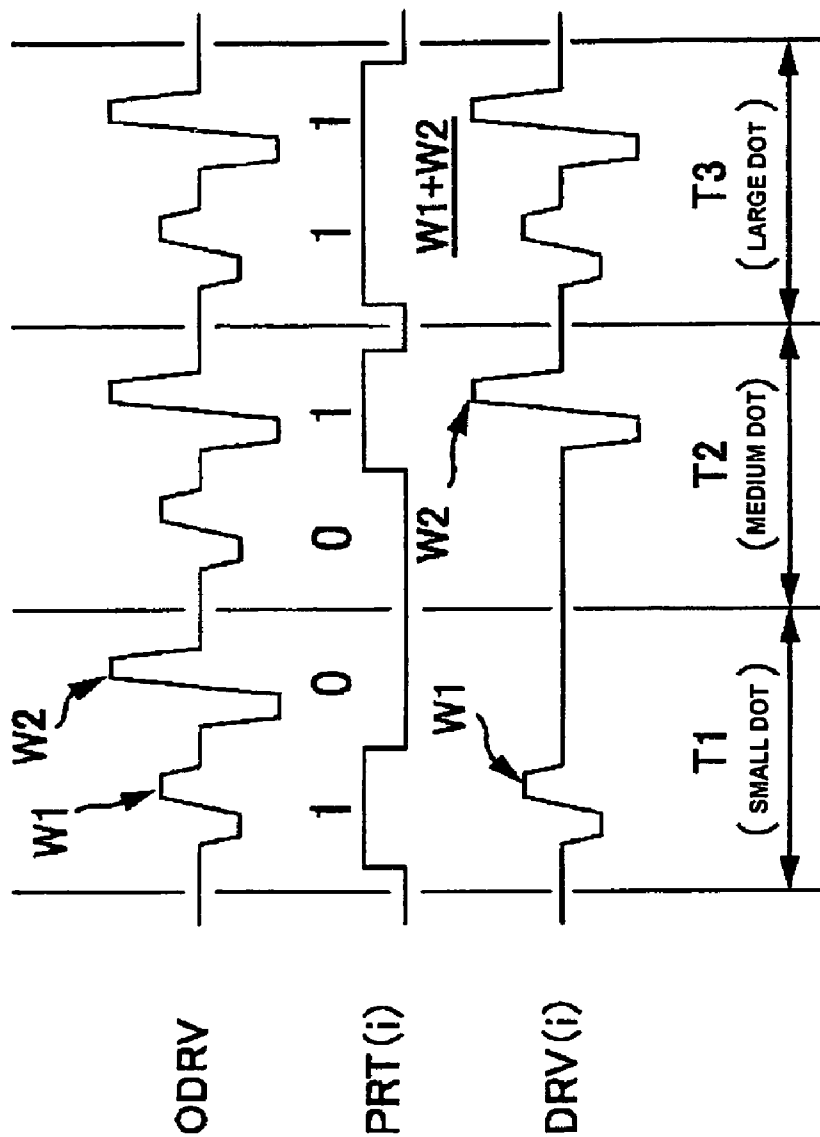 ODRV
W1
W2
PRT(i)
1 0 0 1 1 1
DRV(i)
W1
W2
W1+W2
T1
(SMALL DOT)
T2
(MEDIUM DOT)
T3
(LARGE DOT)